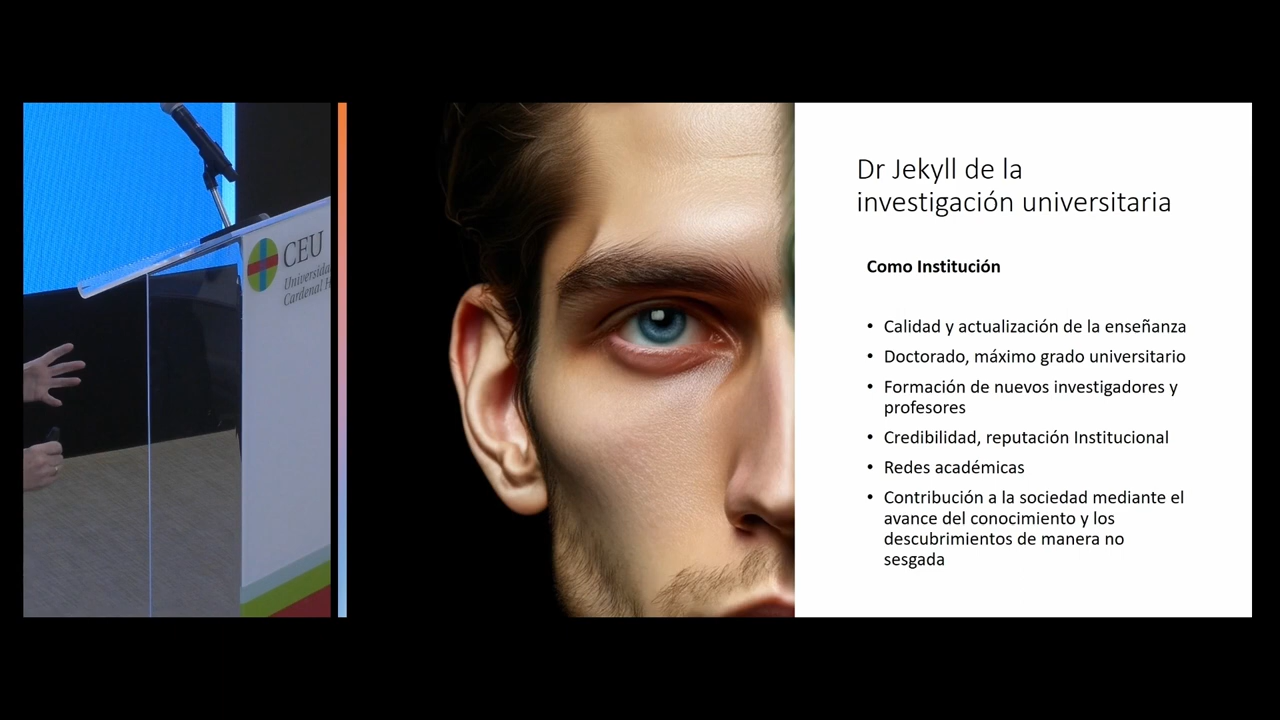 CEU
Cardenal
Dr Jekyll de la
investigación universitaria
Como Institución
• Calidad y actualización de la enseñanza
• Doctorado, máximo grado universitario
• Formación de nuevos investigadores y
profesores
• Credibilidad, reputación Institucional
• Redes académicas
• Contribución a la sociedad mediante el
avance del conocimiento y los
descubrimientos de manera no
sesgada